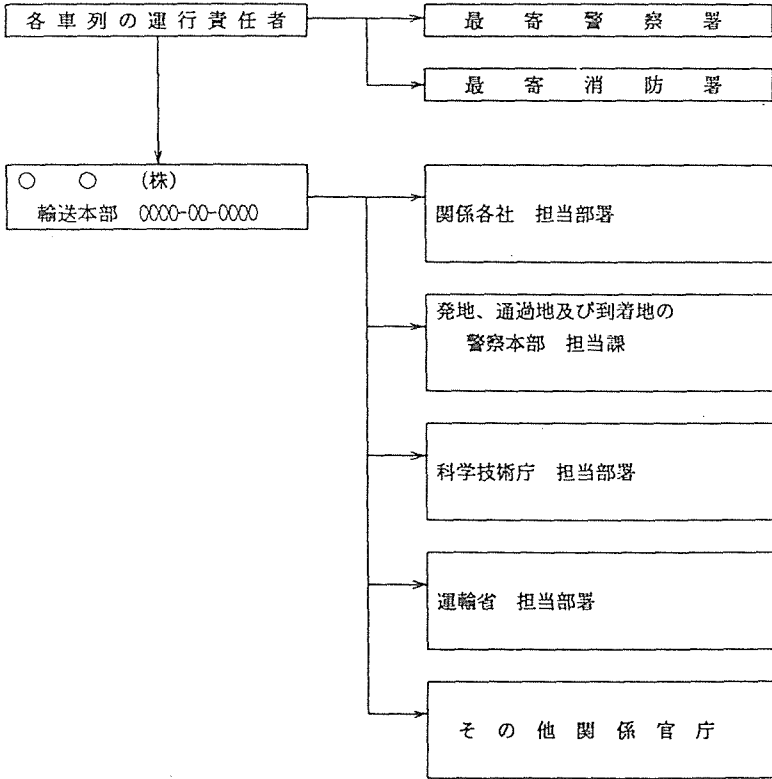 各車列の運行責任者
最寄警察署
最寄消防署
○ ○ (株)
輸送本部 0000-00-0000
関係各社 担当部署
発地、通過地及び到着地の
警察本部 担当課
科学技術庁 担当部署
運輸省 担当部署
その他関係官庁